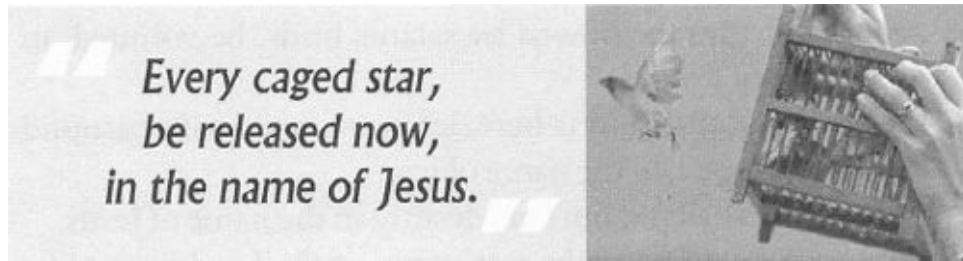 Every caged star,
be released now,
in the name of Jesus.